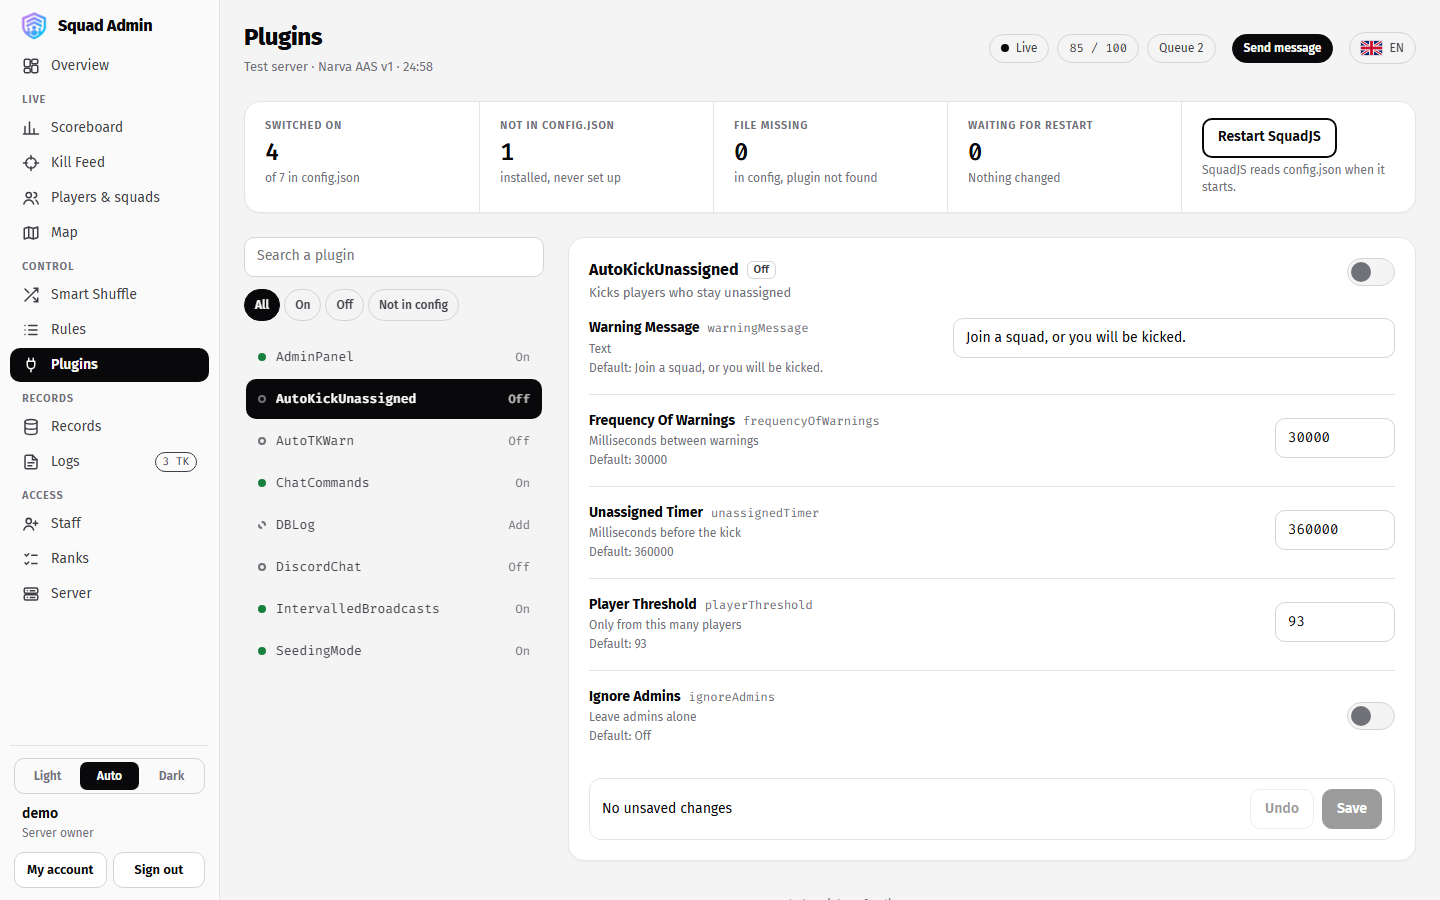 Squad Admin
Overview
LIVE
Scoreboard
Kill Feed
Players & squads
Map
CONTROL
Smart Shuffle
Rules
Plugins
RECORDS
Records
Logs
3 TK
ACCESS
Staff
Ranks
Server
Light
Auto
Dark
demo
Server owner
My account
Sign out
Plugins
Test server · Narva AAS v1 · 24:58
Live
85 / 100
Queue 2
Send message
EN
SWITCHED ON
4
of 7 in config.json
NOT IN CONFIG.JSON
1
installed, never set up
FILE MISSING
0
in config, plugin not found
WAITING FOR RESTART
0
Nothing changed
Restart SquadJS
SquadJS reads config.json when it
starts.
Search a plugin
All
On
Off
Not in config
AdminPanel On
AutoKickUnassigned Off
AutoTKWarn Off
ChatCommands On
DBLog Add
DiscordChat Off
IntervalledBroadcasts On
SeedingMode On
AutoKickUnassigned Off
Kicks players who stay unassigned
Warning Message warningMessage
Text
Default: Join a squad, or you will be kicked.
Join a squad, or you will be kicked.
Frequency Of Warnings frequencyOfWarnings
Milliseconds between warnings
Default: 30000
30000
Unassigned Timer unassignedTimer
Milliseconds before the kick
Default: 360000
360000
Player Threshold playerThreshold
Only from this many players
Default: 93
93
Ignore Admins ignoreAdmins
Leave admins alone
Default: Off
No unsaved changes
Undo
Save